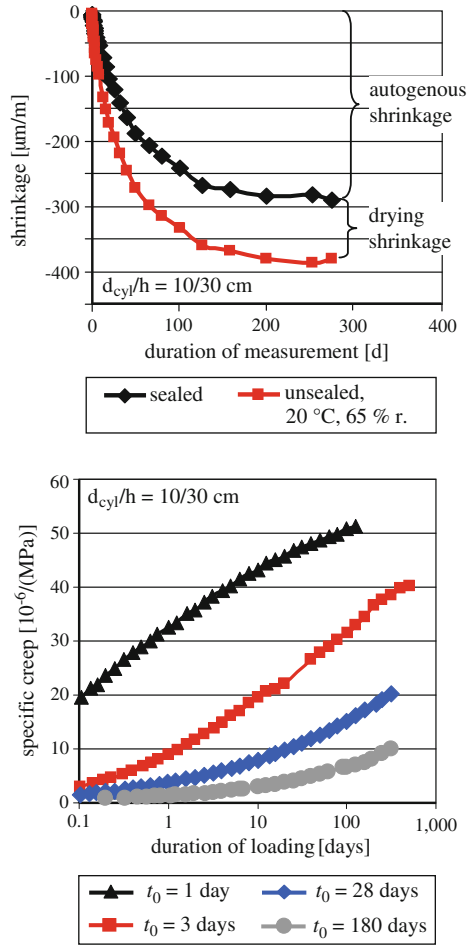 0
-100
-200
-300
-400
shrinkage [μm/m]
autogenous
shrinkage
drying
shrinkage
d_cyl/h = 10/30 cm
0 100 200 300 400
duration of measurement [d]
sealed
unsealed,
20 °C, 65 % r.
60
50
40
30
20
10
0
specific creep [10⁻⁶/(MPa)]
d_cyl/h = 10/30 cm
0.1 1 10 100 1,000
duration of loading [days]
t₀ = 1 day
t₀ = 28 days
t₀ = 3 days
t₀ = 180 days